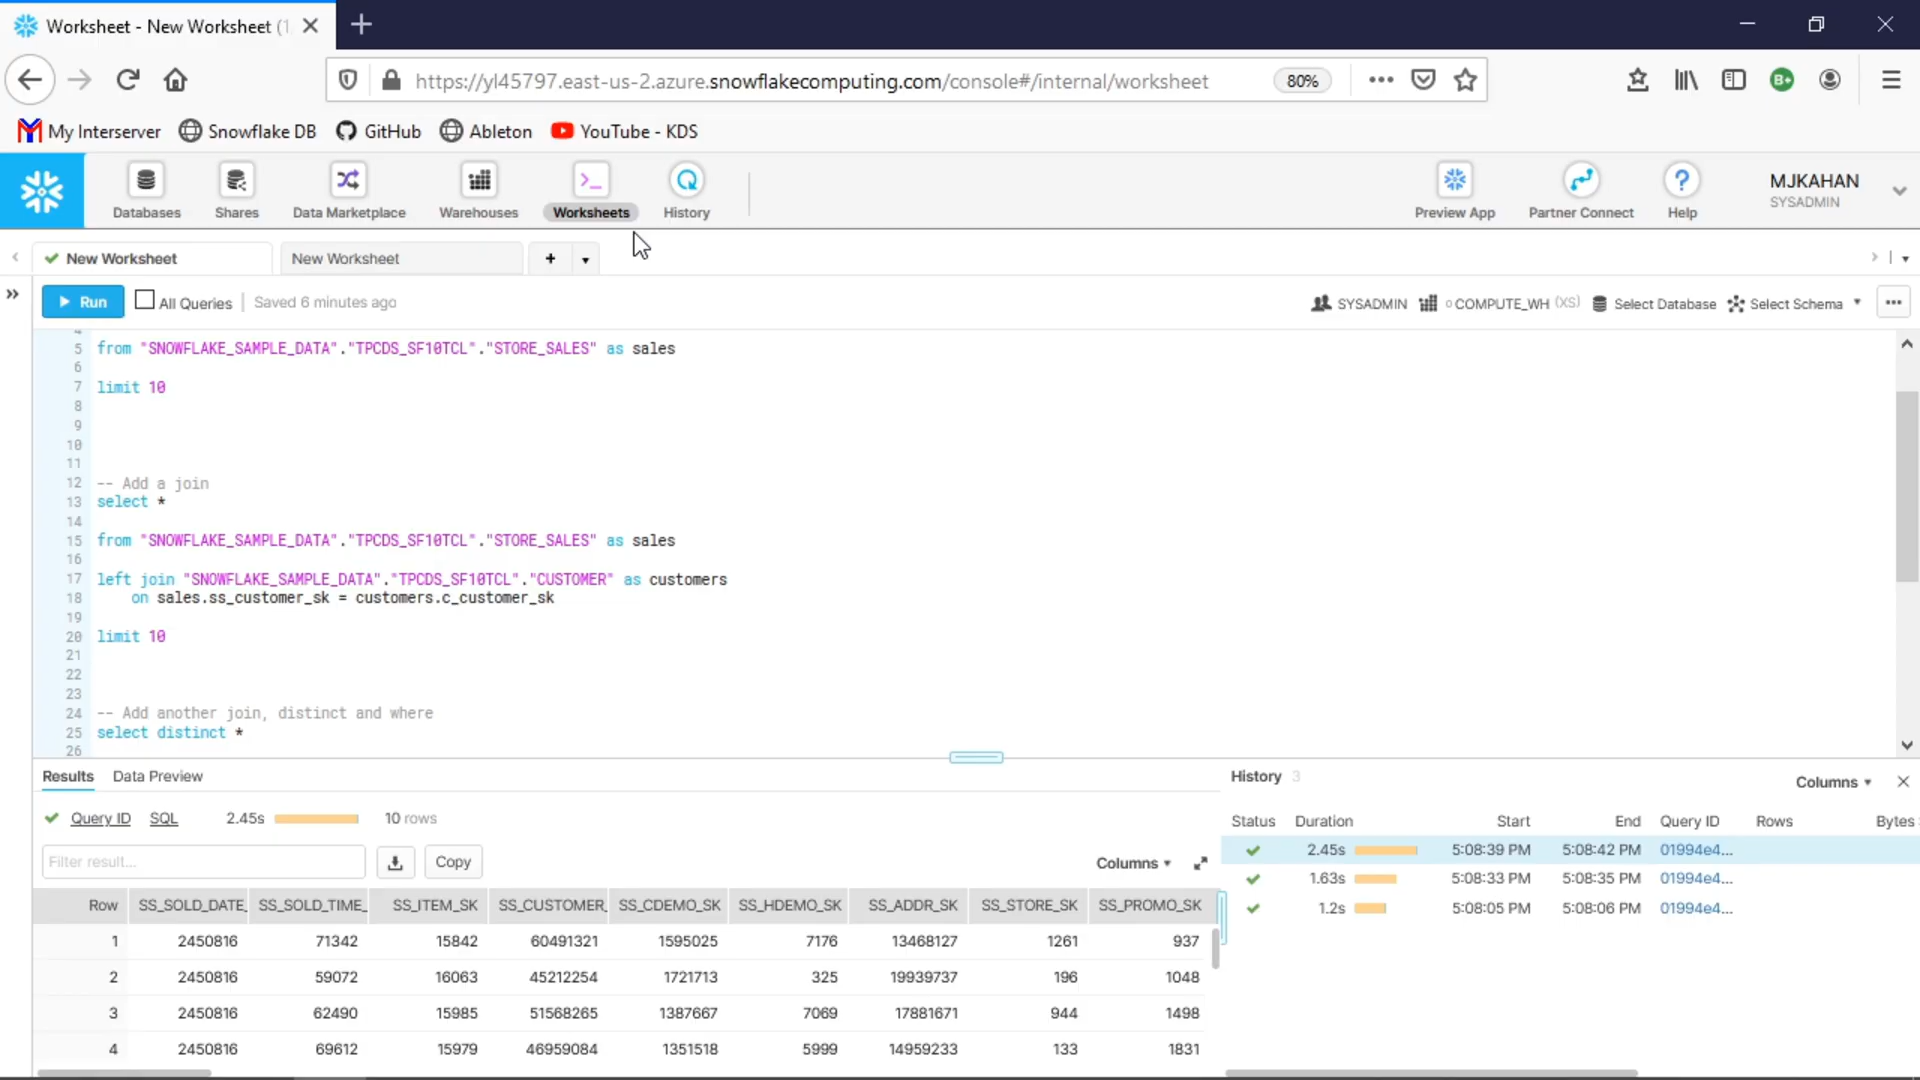 Worksheet - New Worksheet (1
https://yl45797.east-us-2.azure.snowflakecomputing.com/console#/internal/worksheet
80%
My Interserver
Snowflake DB
GitHub
Ableton
YouTube - KDS
Databases
Shares
Data Marketplace
Warehouses
Worksheets
History
Preview App
Partner Connect
Help
MJKAHAN
SYSADMIN
New Worksheet
New Worksheet
Run
All Queries
Saved 6 minutes ago
SYSADMIN
COMPUTE_WH (XS)
Select Database
Select Schema
5 from "SNOWFLAKE_SAMPLE_DATA"."TPCDS_SF10TCL"."STORE_SALES" as sales
6
7 limit 10
8
9
10
11
12 -- Add a join
13 select *
14
15 from "SNOWFLAKE_SAMPLE_DATA"."TPCDS_SF10TCL"."STORE_SALES" as sales
16
17 left join "SNOWFLAKE_SAMPLE_DATA"."TPCDS_SF10TCL"."CUSTOMER" as customers
18 on sales.ss_customer_sk = customers.c_customer_sk
19
20 limit 10
21
22
23
24 -- Add another join, distinct and where
25 select distinct *
26
Results
Data Preview
Query ID SQL 2.45s 10 rows
Filter result...
Copy
Columns
Row SS_SOLD_DATE_ SS_SOLD_TIME_ SS_ITEM_SK SS_CUSTOMER_ SS_CDEMO_SK SS_HDEMO_SK SS_ADDR_SK SS_STORE_SK SS_PROMO_SK
1 2450816 71342 15842 60491321 1595025 7176 13468127 1261 937
2 2450816 59072 16063 45212254 1721713 325 19939737 196 1048
3 2450816 62490 15985 51568265 1387667 7069 17881671 944 1498
4 2450816 69612 15979 46959084 1351518 5999 14959233 133 1831
History 3
Columns
Status Duration Start End Query ID Rows Bytes
2.45s 5:08:39 PM 5:08:42 PM 01994e4...
1.63s 5:08:33 PM 5:08:35 PM 01994e4...
1.2s 5:08:05 PM 5:08:06 PM 01994e4...